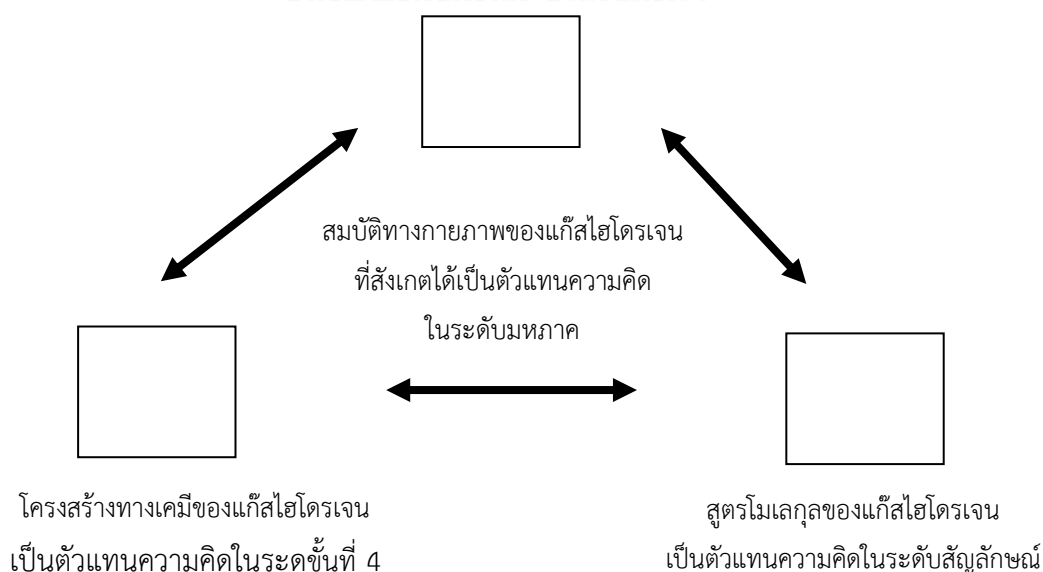 สมบัติทางกายภาพของแก๊สไฮโดรเจน
ที่สังเกตได้เป็นตัวแทนความคิด
ในระดับมหภาค
โครงสร้างทางเคมีของแก๊สไฮโดรเจน
เป็นตัวแทนความคิดในระดขั้นที่ 4
สูตรโมเลกุลของแก๊สไฮโดรเจน
เป็นตัวแทนความคิดในระดับสัญลักษณ์